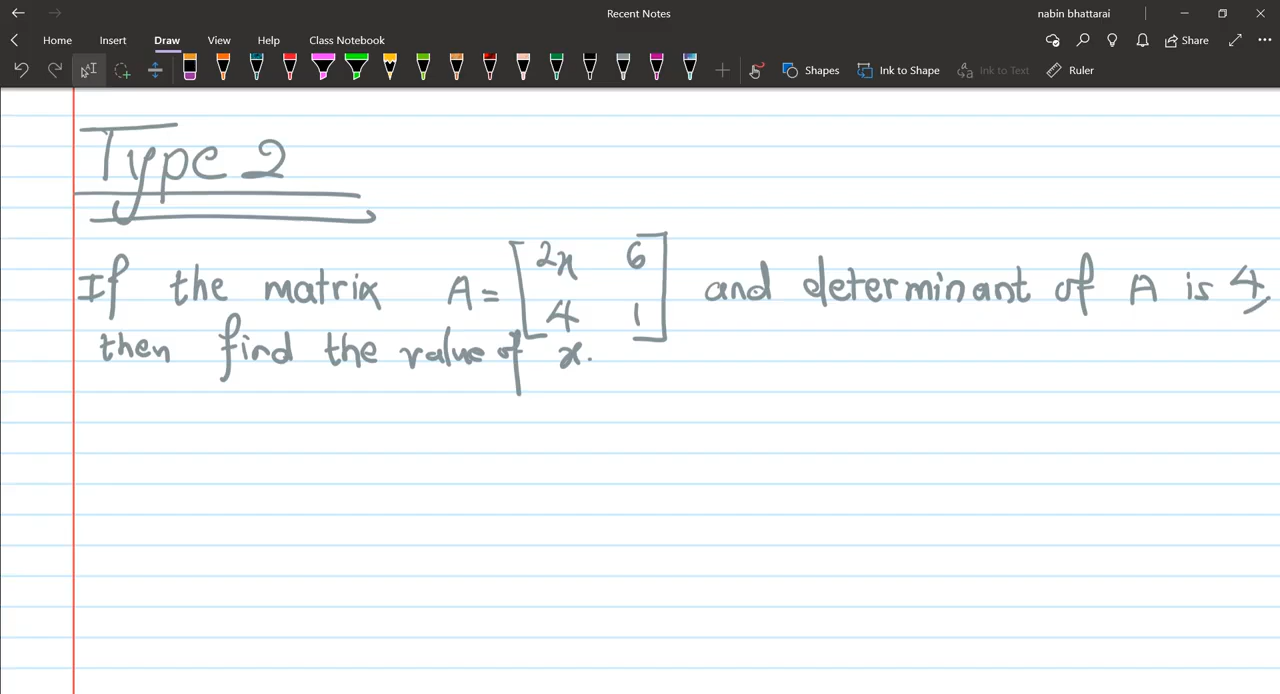 Recent Notes
nabin bhattarai
Home Insert Draw View Help Class Notebook
Share
Shapes Ink to Shape Ink to Text Ruler
Type 2
If the matrix A = [2x 6
4 1] and determinant of A is 4,
then find the value of x.